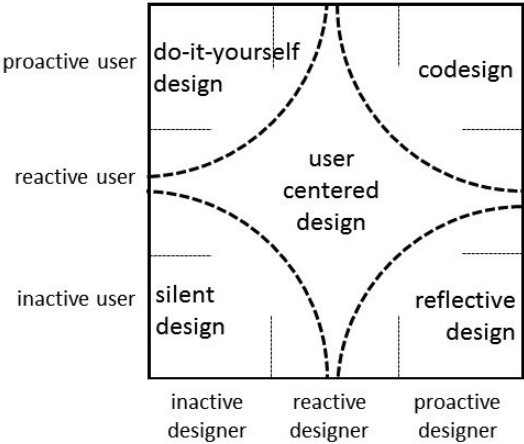 proactive user
do-it-yourself
design
codesign
reactive user
user
centered
design
inactive user
silent
design
reflective
design
inactive
designer
reactive
designer
proactive
designer